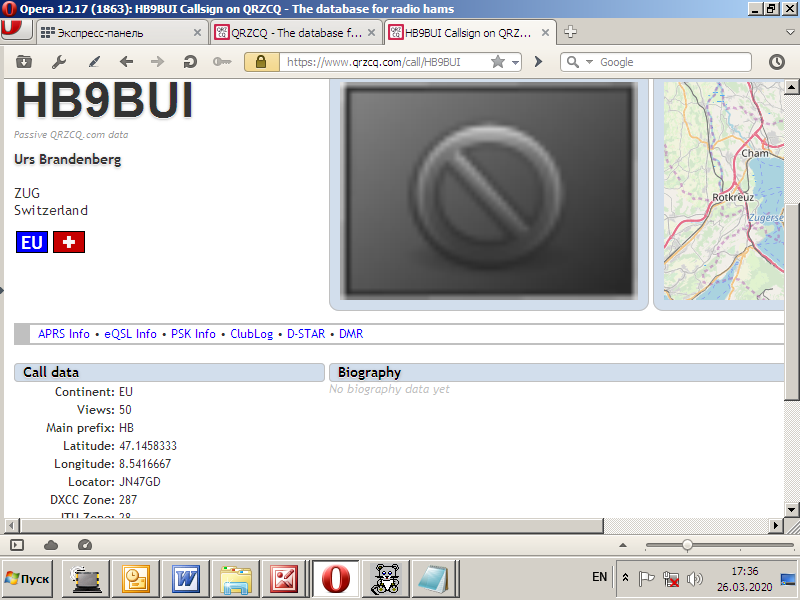 Opera 12.17 (1863): HB9BUI Callsign on QRZCQ - The database for radio hams
Экспресс-панель
QRZCQ - The database f...
HB9BUI Callsign on QRZ...
https://www.qrzcq.com/call/HB9BUI
Google
HB9BUI
Passive QRZCQ.com data
Urs Brandenberg
ZUG
Switzerland
EU
Cham
Rotkreuz
Zugerse
APRS Info • eQSL Info • PSK Info • ClubLog • D-STAR • DMR
Call data
Continent: EU
Views: 50
Main prefix: HB
Latitude: 47.1458333
Longitude: 8.5416667
Locator: JN47GD
DXCC Zone: 287
ITU Zone: 28
Biography
No biography data yet
Пуск
EN
17:36
26.03.2020